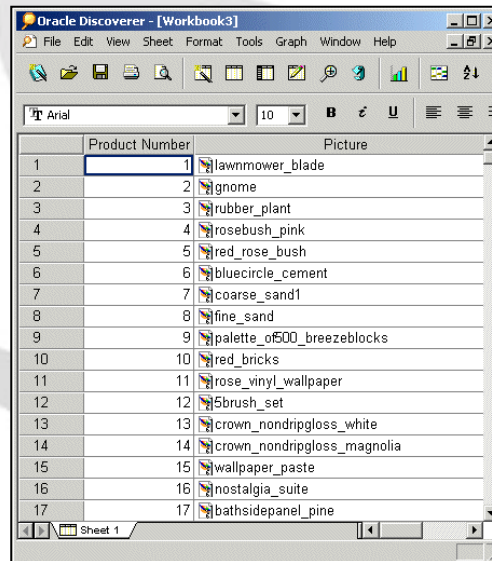 Oracle Discoverer - [Workbook3]
File Edit View Sheet Format Tools Graph Window Help
Arial 10 B i U
Product Number Picture
1 1 lawnmower_blade
2 2 gnome
3 3 rubber_plant
4 4 rosebush_pink
5 5 red_rose_bush
6 6 bluecircle_cement
7 7 coarse_sand1
8 8 fine_sand
9 9 palette_of500_breezeblocks
10 10 red_bricks
11 11 rose_vinyl_wallpaper
12 12 5brush_set
13 13 crown_nondripgloss_white
14 14 crown_nondripgloss_magnolia
15 15 wallpaper_paste
16 16 nostalgia_suite
17 17 bathsidepanel_pine
Sheet 1